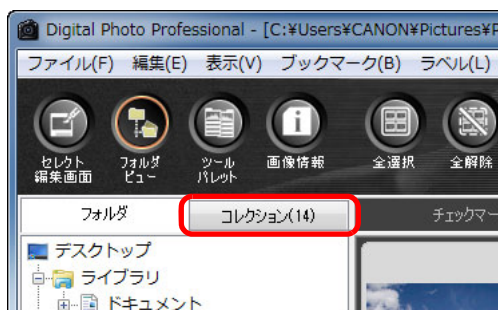 Digital Photo Professional - [C:¥Users¥CANON¥Pictures¥P
ファイル(F) 編集(E) 表示(V) ブックマーク(B) ラベル(L)
セレクト編集画面 フォルダビュー ツールパレット 画像情報 全選択 全解除
フォルダ コレクション(14) チェックマー
デスクトップ
ライブラリ
ドキュメント